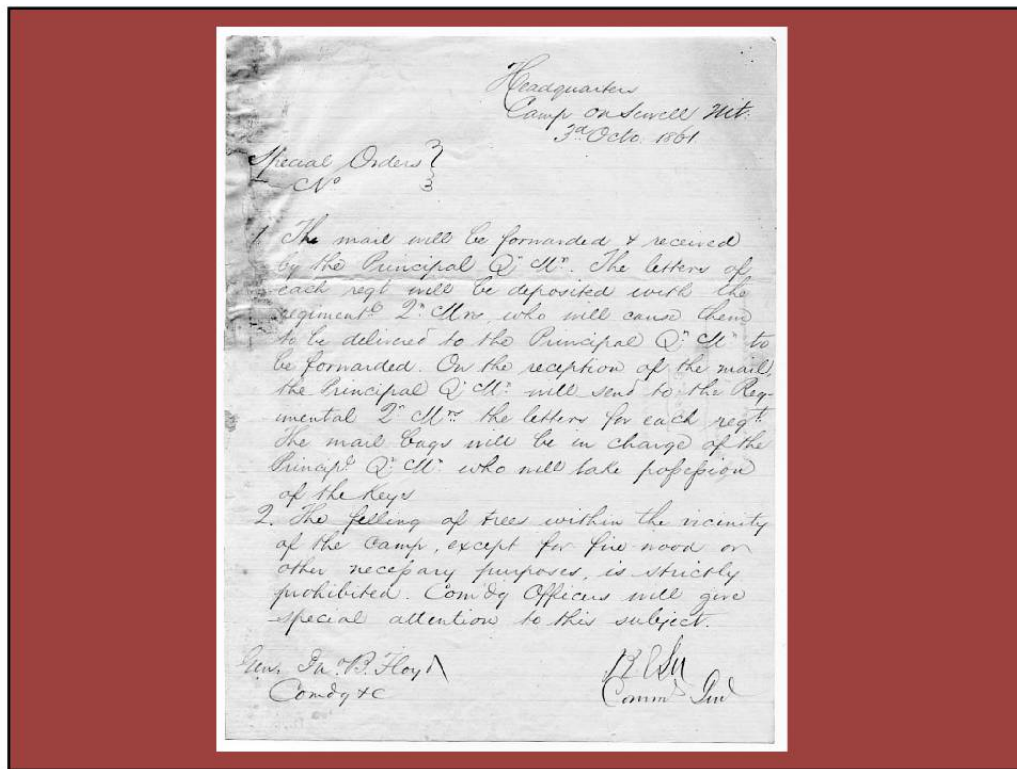 Headquarters
Camp on Sewell Mt.
3d Octo. 1861
Special Orders }
No }
1. The mail will be forwarded & received
by the Principal Qr Mr. The letters of
each regt will be deposited with the
regimentl Qr Mrs, who will cause them
to be delivered to the Principal Qr Mr to
be forwarded. On the reception of the mail,
the Principal Qr Mr will send to the Reg-
imental Qr Mrs the letters for each regt.
The mail bags will be in charge of the
Principl Qr Mr who will take possession
of the Keys
2. The felling of trees within the vicinity
of the camp, except for fire wood or
other necessary purposes, is strictly
prohibited. Comdg Officers will give
special attention to this subject.
Genl B. Floyd
Comdg &c
R E Lee
Comm Genl